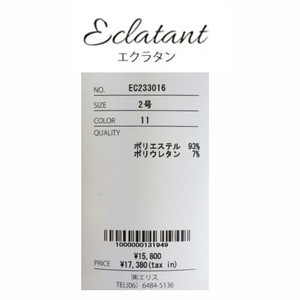 Eclatant
エクラタン
NO. EC233016
SIZE 2号
COLOR 11
QUALITY
ポリエステル 93%
ポリウレタン 7%
1000000131949
¥15,800
PRICE ¥17,380(tax in)
㈱エリス
TEL(06) 6484-5136